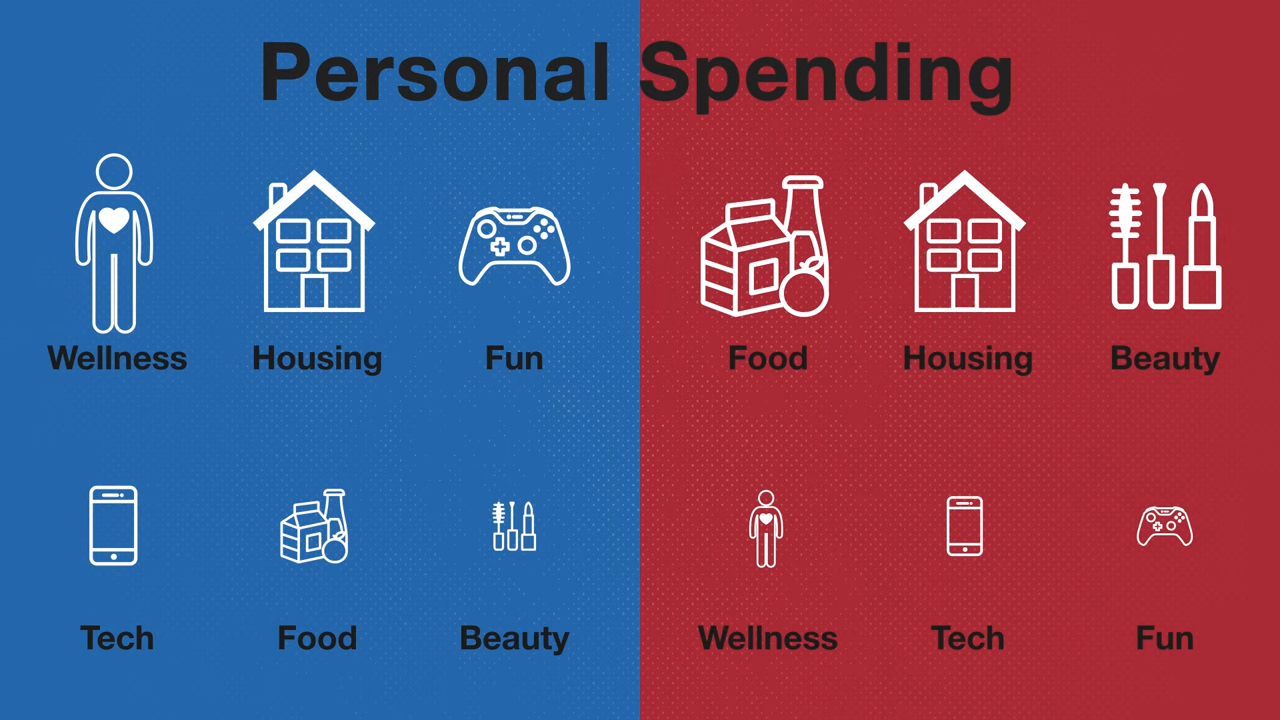 Personal Spending
Wellness Housing Fun
Food Housing Beauty
Tech Food Beauty
Wellness Tech Fun